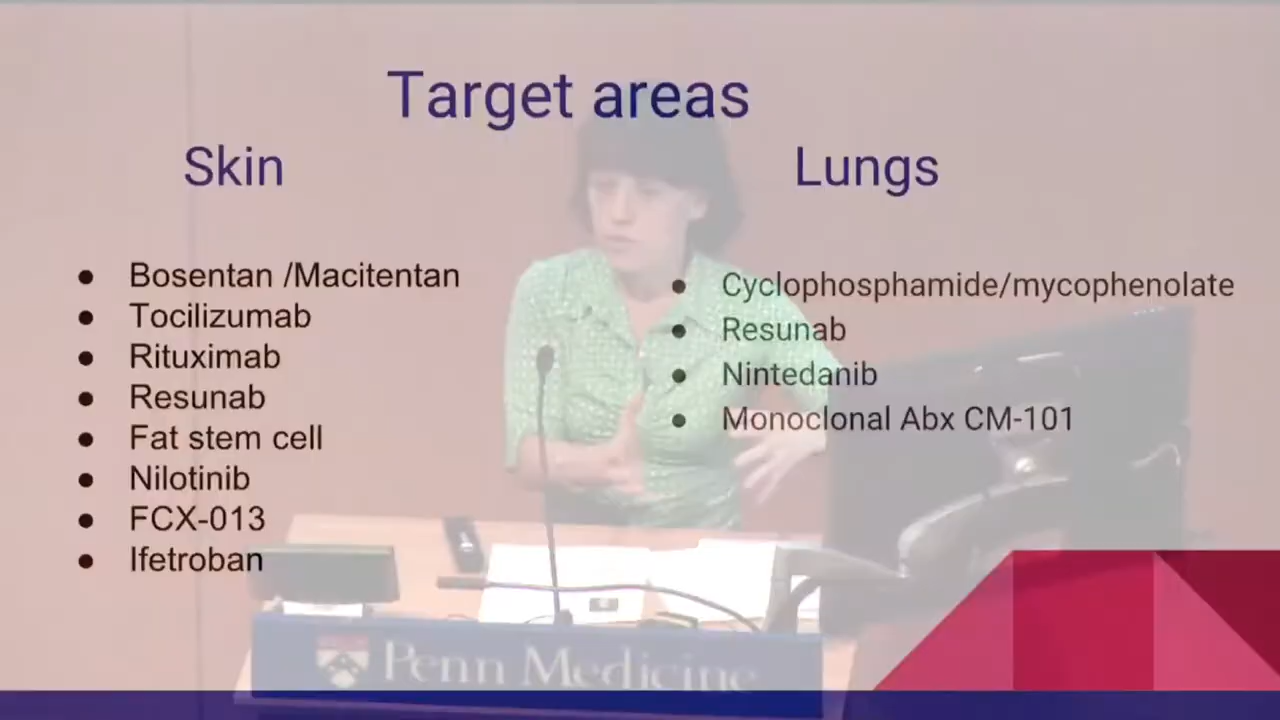 Target areas
Skin
Bosentan /Macitentan
Tocilizumab
Rituximab
Resunab
Fat stem cell
Nilotinib
FCX-013
Ifetroban
Lungs
Cyclophosphamide/mycophenolate
Resunab
Nintedanib
Monoclonal Abx CM-101
Penn Medicine